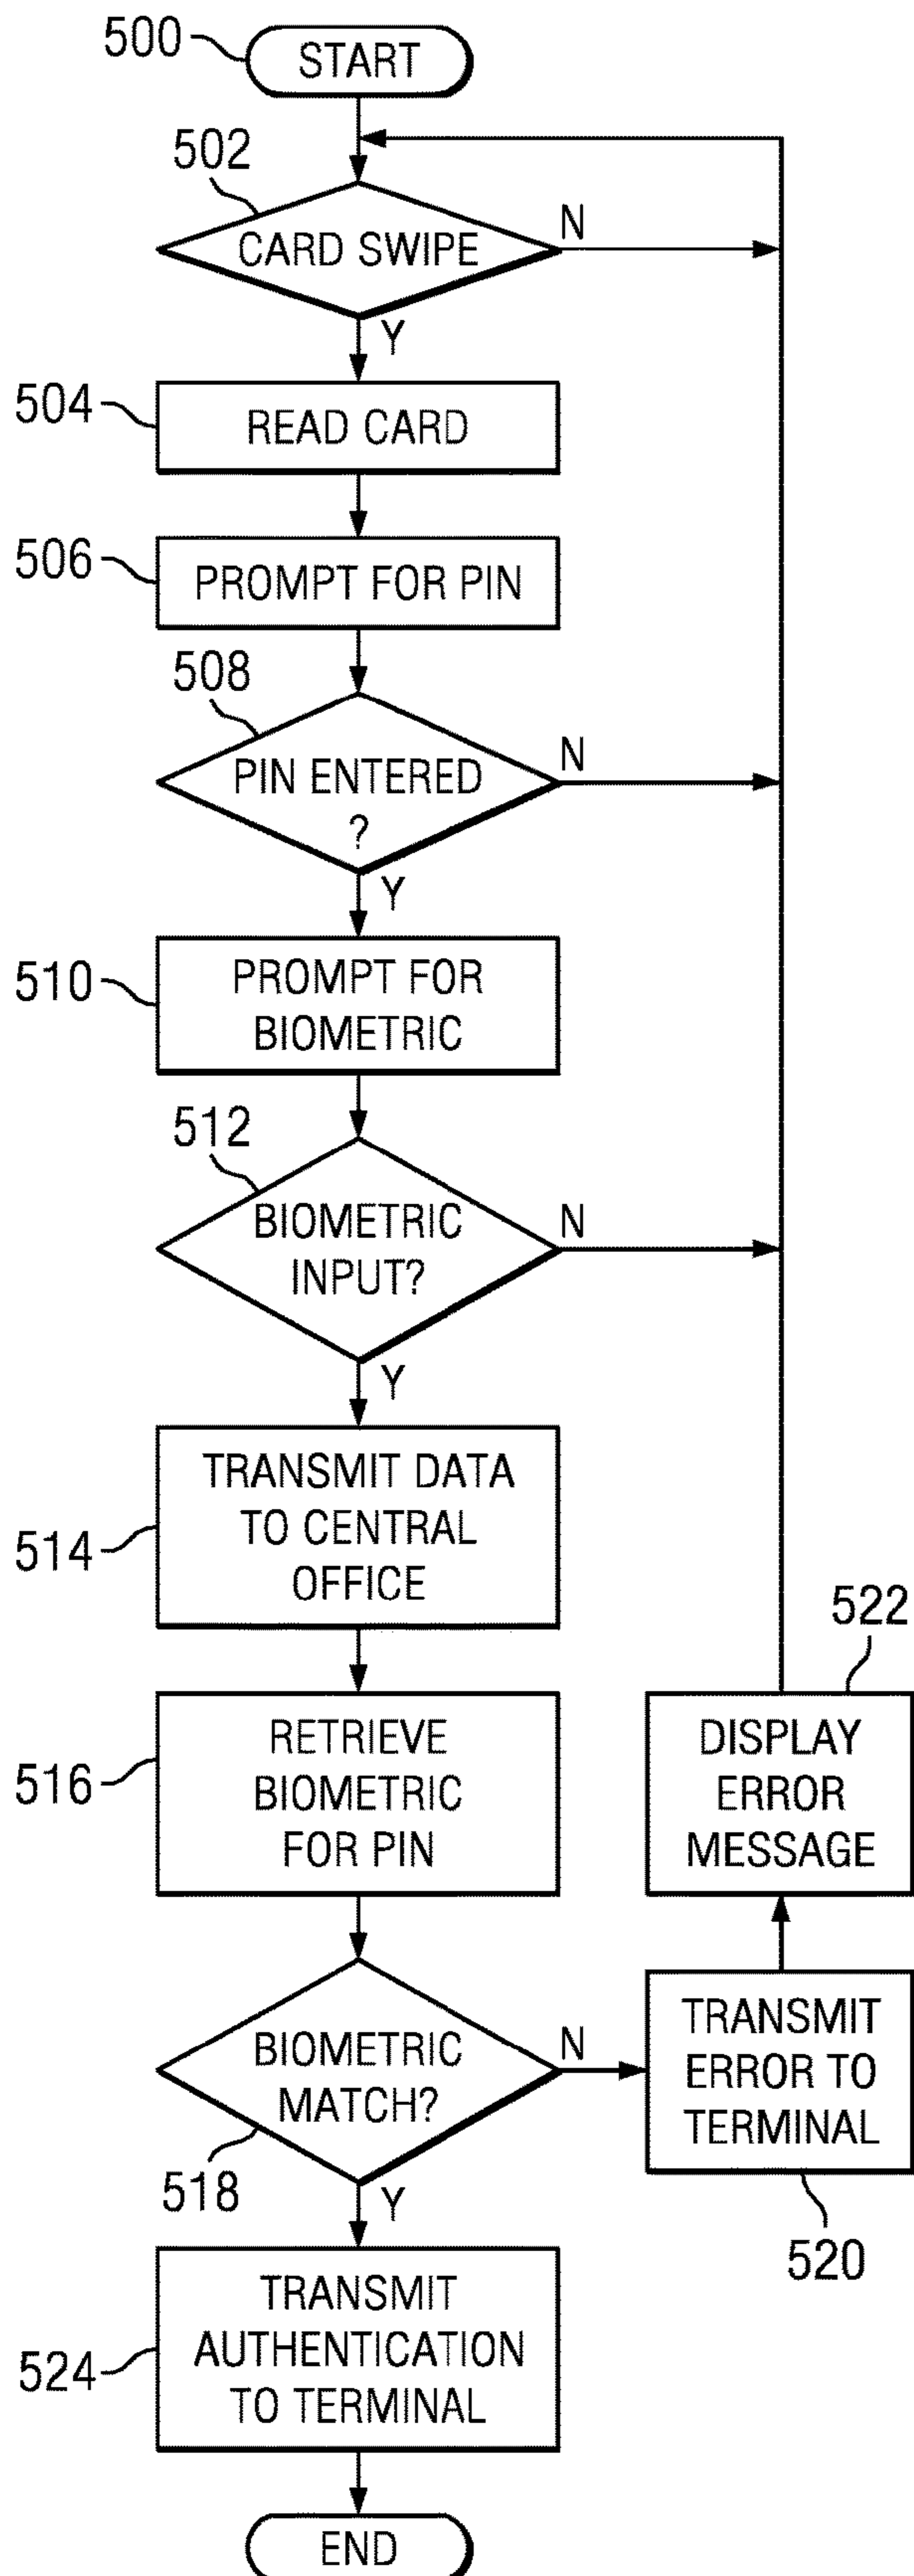 500
START
502
CARD SWIPE
N
Y
504
READ CARD
506
PROMPT FOR PIN
508
PIN ENTERED
?
N
Y
510
PROMPT FOR
BIOMETRIC
512
BIOMETRIC
INPUT?
N
Y
514
TRANSMIT DATA
TO CENTRAL
OFFICE
516
RETRIEVE
BIOMETRIC
FOR PIN
522
DISPLAY
ERROR
MESSAGE
BIOMETRIC
MATCH?
518
N
Y
TRANSMIT
ERROR TO
TERMINAL
520
524
TRANSMIT
AUTHENTICATION
TO TERMINAL
END